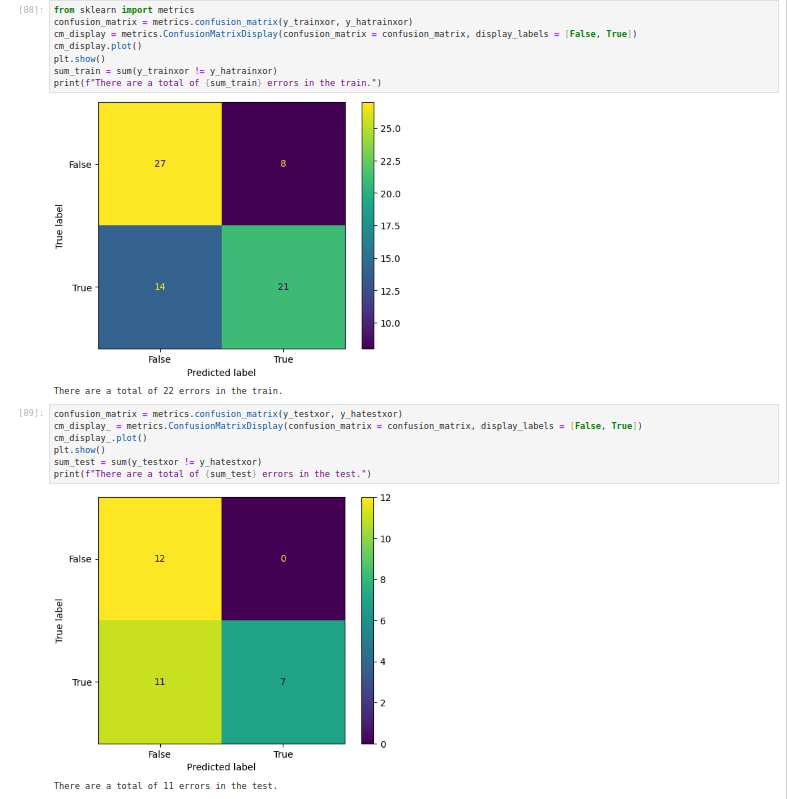 [88]: from sklearn import metrics
confusion_matrix = metrics.confusion_matrix(y_trainxor, y_hatrainxor)
cm_display = metrics.ConfusionMatrixDisplay(confusion_matrix = confusion_matrix, display_labels = [False, True])
cm_display.plot()
plt.show()
sum_train = sum(y_trainxor != y_hatrainxor)
print(f"There are a total of {sum_train} errors in the train.")
25.0
False 27 8
22.5
20.0
True label
17.5
15.0
True 14 21
12.5
10.0
False True
Predicted label
There are a total of 22 errors in the train.
[89]: confusion_matrix = metrics.confusion_matrix(y_testxor, y_hatestxor)
cm_display_ = metrics.ConfusionMatrixDisplay(confusion_matrix = confusion_matrix, display_labels = [False, True])
cm_display_.plot()
plt.show()
sum_test = sum(y_testxor != y_hatestxor)
print(f"There are a total of {sum_test} errors in the test.")
12
10
False 12 0
8
6
True label
4
True 11 7
2
0
False True
Predicted label
There are a total of 11 errors in the test.